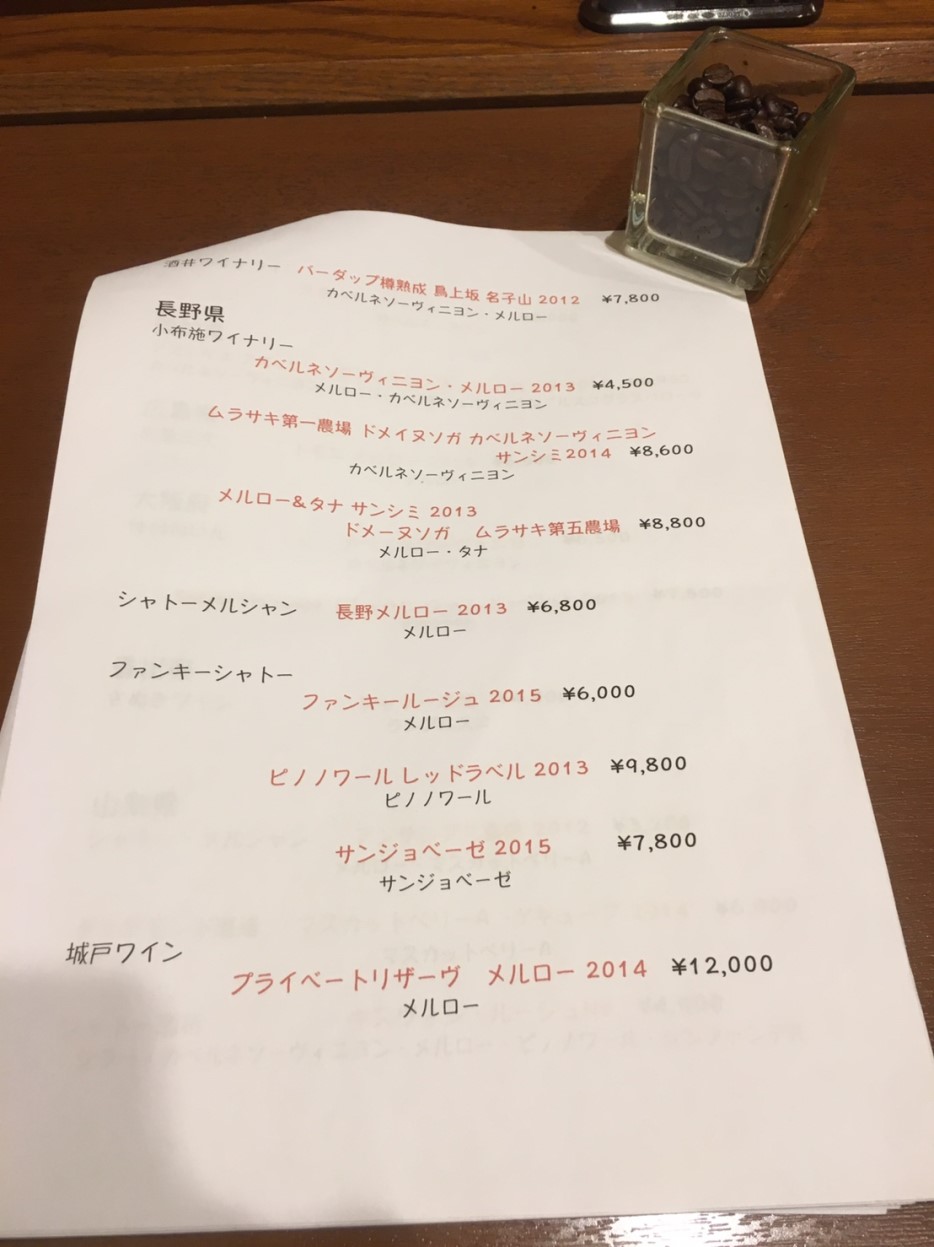 酒井ワイナリー バーダップ樽熟成 鳥上坂 名子山 2012 ¥7,800
カベルネソーヴィニヨン・メルロー
長野県
小布施ワイナリー
カベルネソーヴィニヨン・メルロー 2013 ¥4,500
メルロー・カベルネソーヴィニヨン
ムラサキ第一農場 ドメイヌソガ カベルネソーヴィニヨン
サンシミ2014 ¥8,600
カベルネソーヴィニヨン
メルロー&タナ サンシミ 2013
ドメーヌソガ ムラサキ第五農場 ¥8,800
メルロー・タナ
シャトーメルシャン 長野メルロー 2013 ¥6,800
メルロー
ファンキーシャトー
ファンキールージュ 2015 ¥6,000
メルロー
ピノノワール レッドラベル 2013 ¥9,800
ピノノワール
サンジョベーゼ 2015 ¥7,800
サンジョベーゼ
城戸ワイン
プライベートリザーヴ メルロー 2014 ¥12,000
メルロー